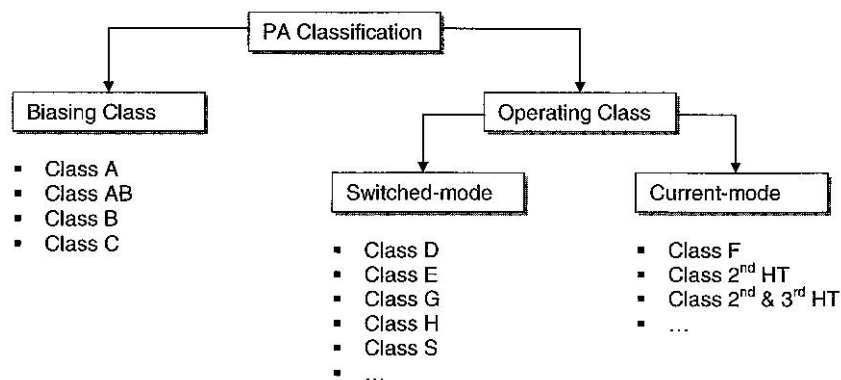 PA Classification
Biasing Class
Operating Class
▪ Class A
▪ Class AB
▪ Class B
▪ Class C
Switched-mode
Current-mode
▪ Class D
▪ Class E
▪ Class G
▪ Class H
▪ Class S
▪ ...
▪ Class F
▪ Class 2nd HT
▪ Class 2nd & 3rd HT
▪ ...